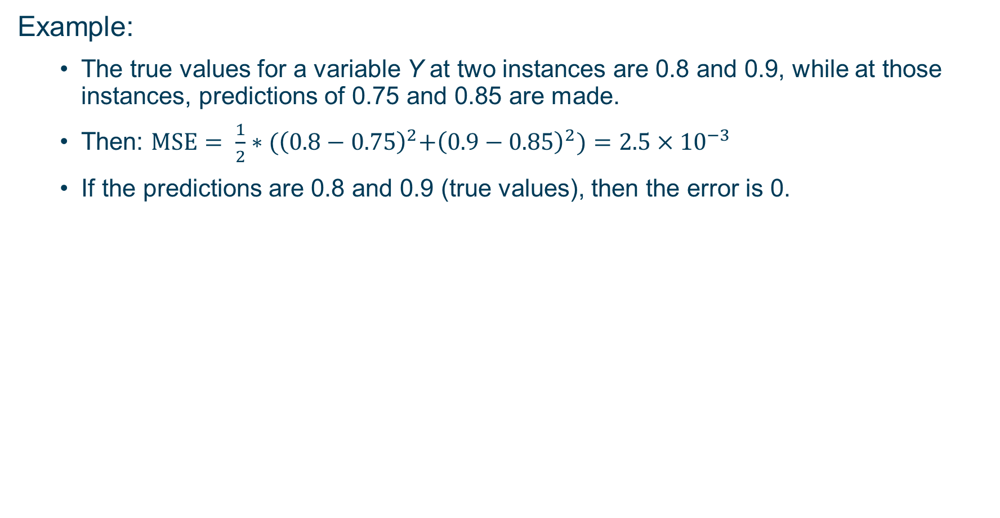 Example:
• The true values for a variable Y at two instances are 0.8 and 0.9, while at those
instances, predictions of 0.75 and 0.85 are made.
• Then: MSE = 1/2 ∗ ((0.8 − 0.75)²+(0.9 − 0.85)²) = 2.5 × 10⁻³
• If the predictions are 0.8 and 0.9 (true values), then the error is 0.